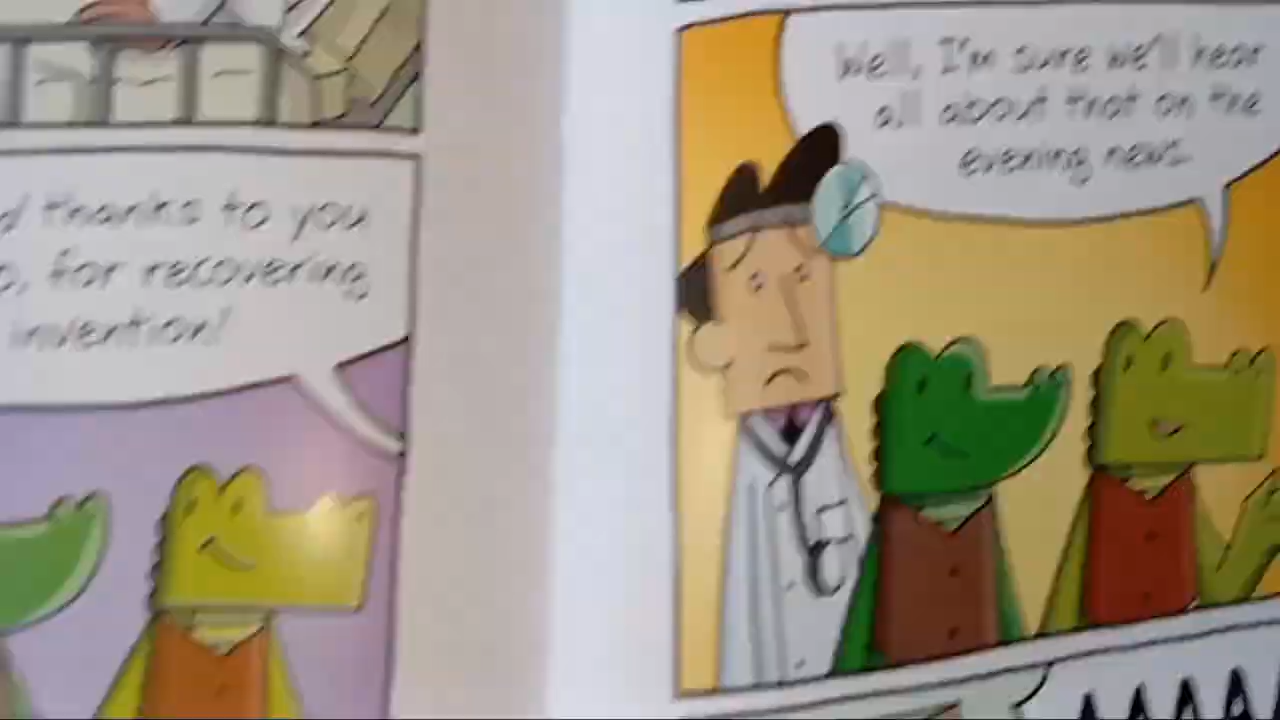 thanks to you
for recovering
invention!
Well, I'm sure we'll hear
all about that on the
evening news.